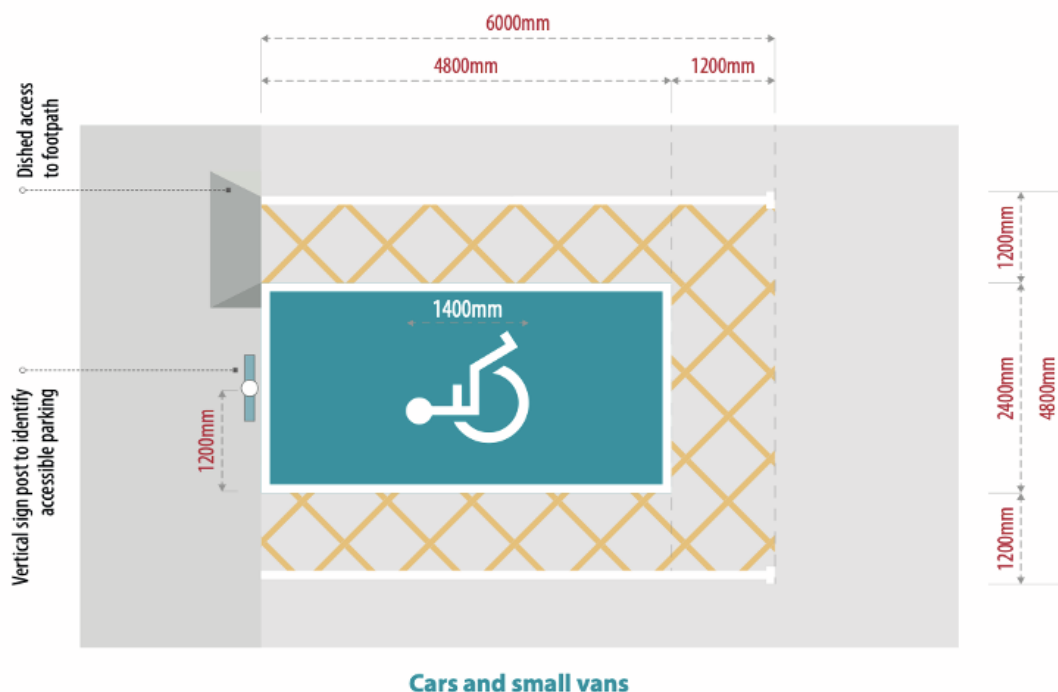 6000mm
4800mm
1200mm
Dished access
to footpath
1200mm
1400mm
2400mm
4800mm
Vertical sign post to identify
accessible parking
1200mm
1200mm
Cars and small vans